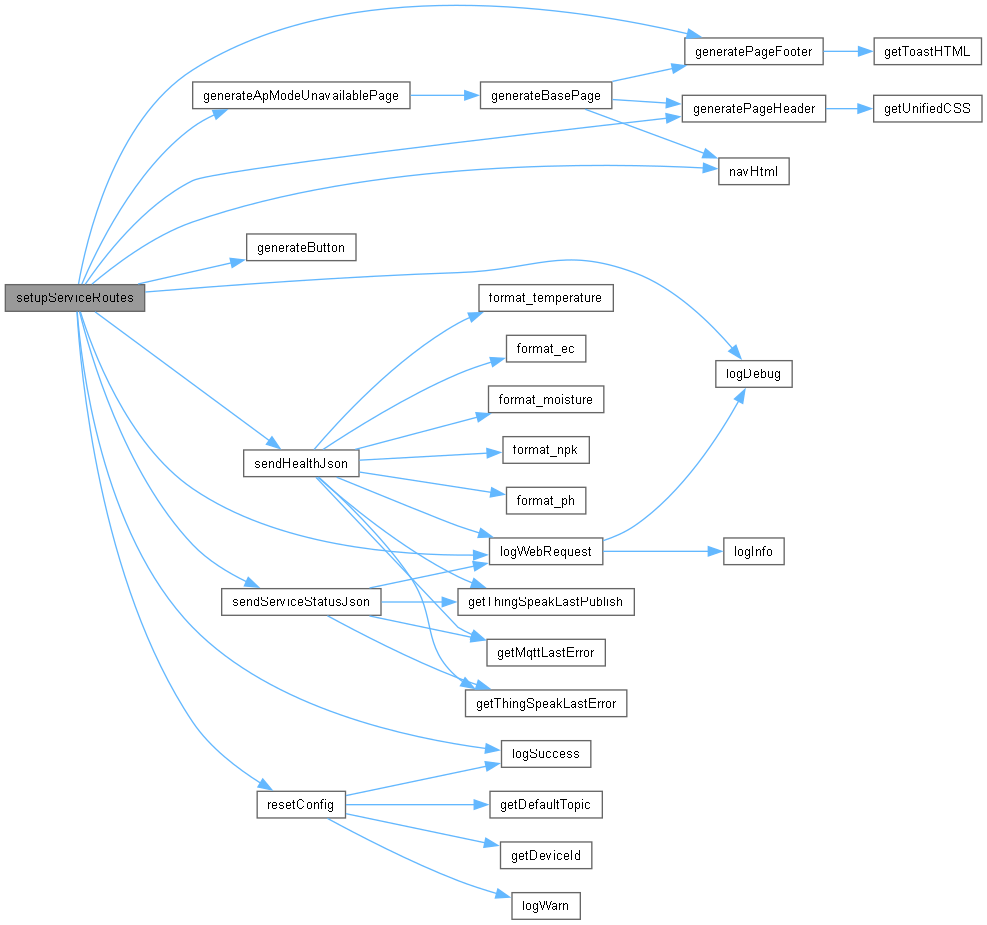 generatePageFooter
getToastHTML
generateApModeUnavailablePage
generateBasePage
generatePageHeader
getUnifiedCSS
navHtml
generateButton
setupServiceRoutes
format_temperature
format_ec
logDebug
format_moisture
format_npk
sendHealthJson
format_ph
logWebRequest
logInfo
sendServiceStatusJson
getThingSpeakLastPublish
getMqttLastError
getThingSpeakLastError
logSuccess
resetConfig
getDefaultTopic
getDeviceId
logWarn